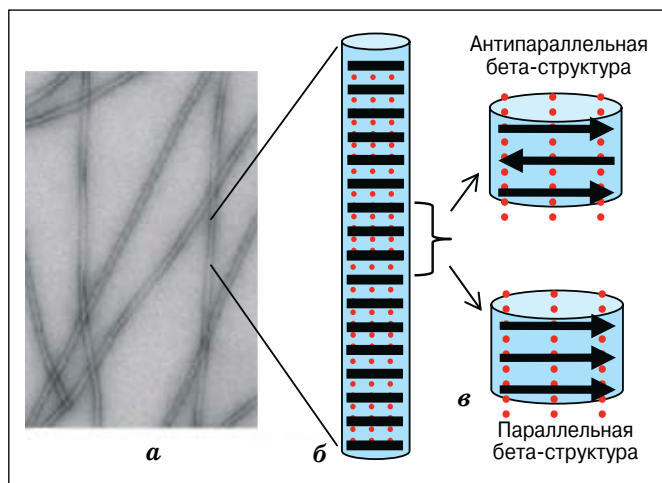 Антипараллельная
бета-структура
а
б
в
Параллельная
бета-структура